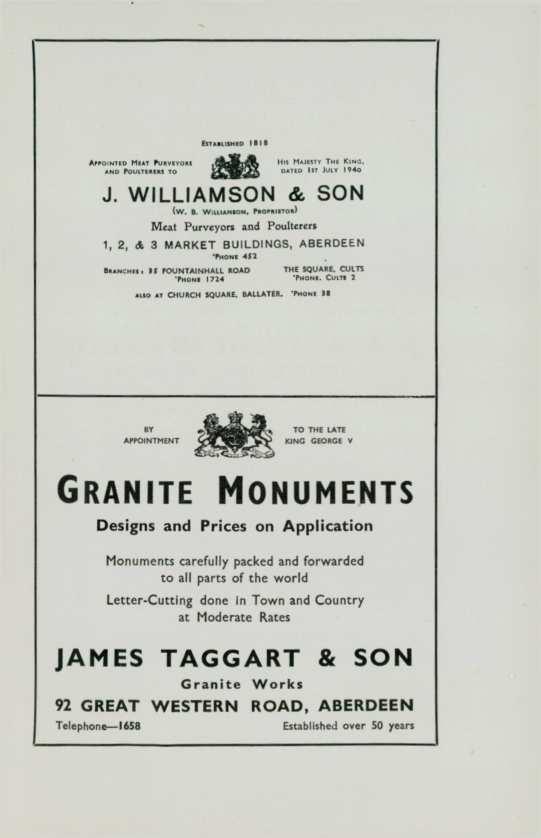 ESTABLISHED 1818
APPOINTED MEAT PURVEYORS AND POULTERERS TO
HIS MAJESTY THE KING, DATED 1ST JULY 1940
J. WILLIAMSON & SON
(W. B. WILLIAMSON, PROPRIETOR)
Meat Purveyors and Poulterers
1, 2, & 3 MARKET BUILDINGS, ABERDEEN
'PHONE 452
BRANCHES: 35 FOUNTAINHALL ROAD
'PHONE 1724
THE SQUARE, CULTS
'PHONE. CULTS 2
ALSO AT CHURCH SQUARE, BALLATER. 'PHONE 38
BY APPOINTMENT
TO THE LATE KING GEORGE V
GRANITE MONUMENTS
Designs and Prices on Application
Monuments carefully packed and forwarded
to all parts of the world
Letter-Cutting done in Town and Country
at Moderate Rates
JAMES TAGGART & SON
Granite Works
92 GREAT WESTERN ROAD, ABERDEEN
Telephone—1658
Established over 50 years